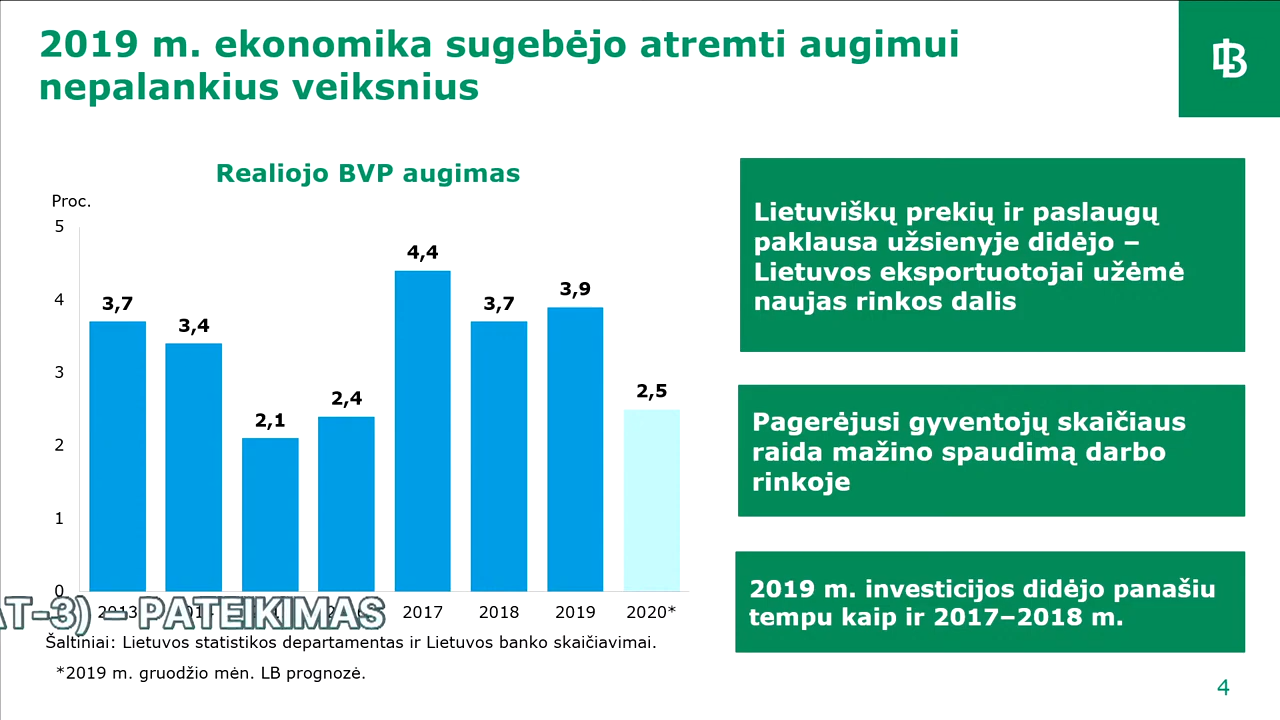 2019 m. ekonomika sugebėjo atremti augimui
nepalankius veiksnius
Realiojo BVP augimas
Proc.
5
4
3
2
1
0
3,7
3,4
2,1
2,4
4,4
3,7
3,9
2,5
2017
2018
2019
2020*
AT-3) – PATEIKIMAS
Šaltiniai: Lietuvos statistikos departamentas ir Lietuvos banko skaičiavimai.
*2019 m. gruodžio mėn. LB prognozė.
Lietuviškų prekių ir paslaugų
paklausa užsienyje didėjo –
Lietuvos eksportuotojai užėmė
naujas rinkos dalis
Pagerėjusi gyventojų skaičiaus
raida mažino spaudimą darbo
rinkoje
2019 m. investicijos didėjo panašiu
tempu kaip ir 2017–2018 m.
4